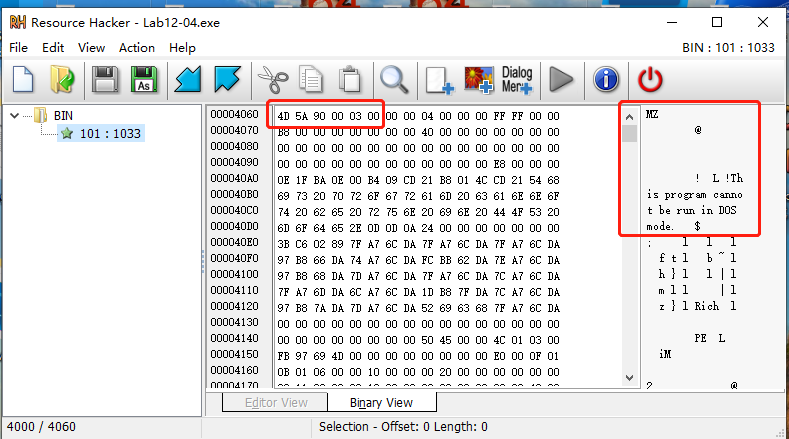 Resource Hacker - Lab12-04.exe
File Edit View Action Help BIN : 101 : 1033
AS Dialog Mem
BIN
101 : 1033
00004060 4D 5A 90 00 03 00 00 00 04 00 00 00 FF FF 00 00 MZ
00004070 B8 00 00 00 00 00 00 00 40 00 00 00 00 00 00 00 @
00004080 00 00 00 00 00 00 00 00 00 00 00 00 00 00 00 00
00004090 00 00 00 00 00 00 00 00 00 00 00 00 E8 00 00 00
000040A0 0E 1F BA 0E 00 B4 09 CD 21 B8 01 4C CD 21 54 68 ! L !Th
000040B0 69 73 20 70 72 6F 67 72 61 6D 20 63 61 6E 6E 6F is program canno
000040C0 74 20 62 65 20 72 75 6E 20 69 6E 20 44 4F 53 20 t be run in DOS
000040D0 6D 6F 64 65 2E 0D 0D 0A 24 00 00 00 00 00 00 00 mode. $
000040E0 3B C6 02 89 7F A7 6C DA 7F A7 6C DA 7F A7 6C DA ; l l l
000040F0 97 B8 66 DA 74 A7 6C DA FC BB 62 DA 7E A7 6C DA f t l b ~ l
00004100 97 B8 68 DA 7D A7 6C DA 7F A7 6C DA 7C A7 6C DA h } l l | l
00004110 7F A7 6D DA 6C A7 6C DA 1D B8 7F DA 7C A7 6C DA m l l | l
00004120 97 B8 7A DA 7D A7 6C DA 52 69 63 68 7F A7 6C DA z } l Rich l
00004130 00 00 00 00 00 00 00 00 00 00 00 00 00 00 00 00
00004140 00 00 00 00 00 00 00 00 50 45 00 00 4C 01 03 00 PE L
00004150 FB 97 69 4D 00 00 00 00 00 00 00 00 E0 00 0F 01 iM
00004160 0B 01 06 00 00 10 00 00 00 20 00 00 00 00 00 00
00004170
Editor View Binary View
4000 / 4060 Selection - Offset: 0 Length: 0